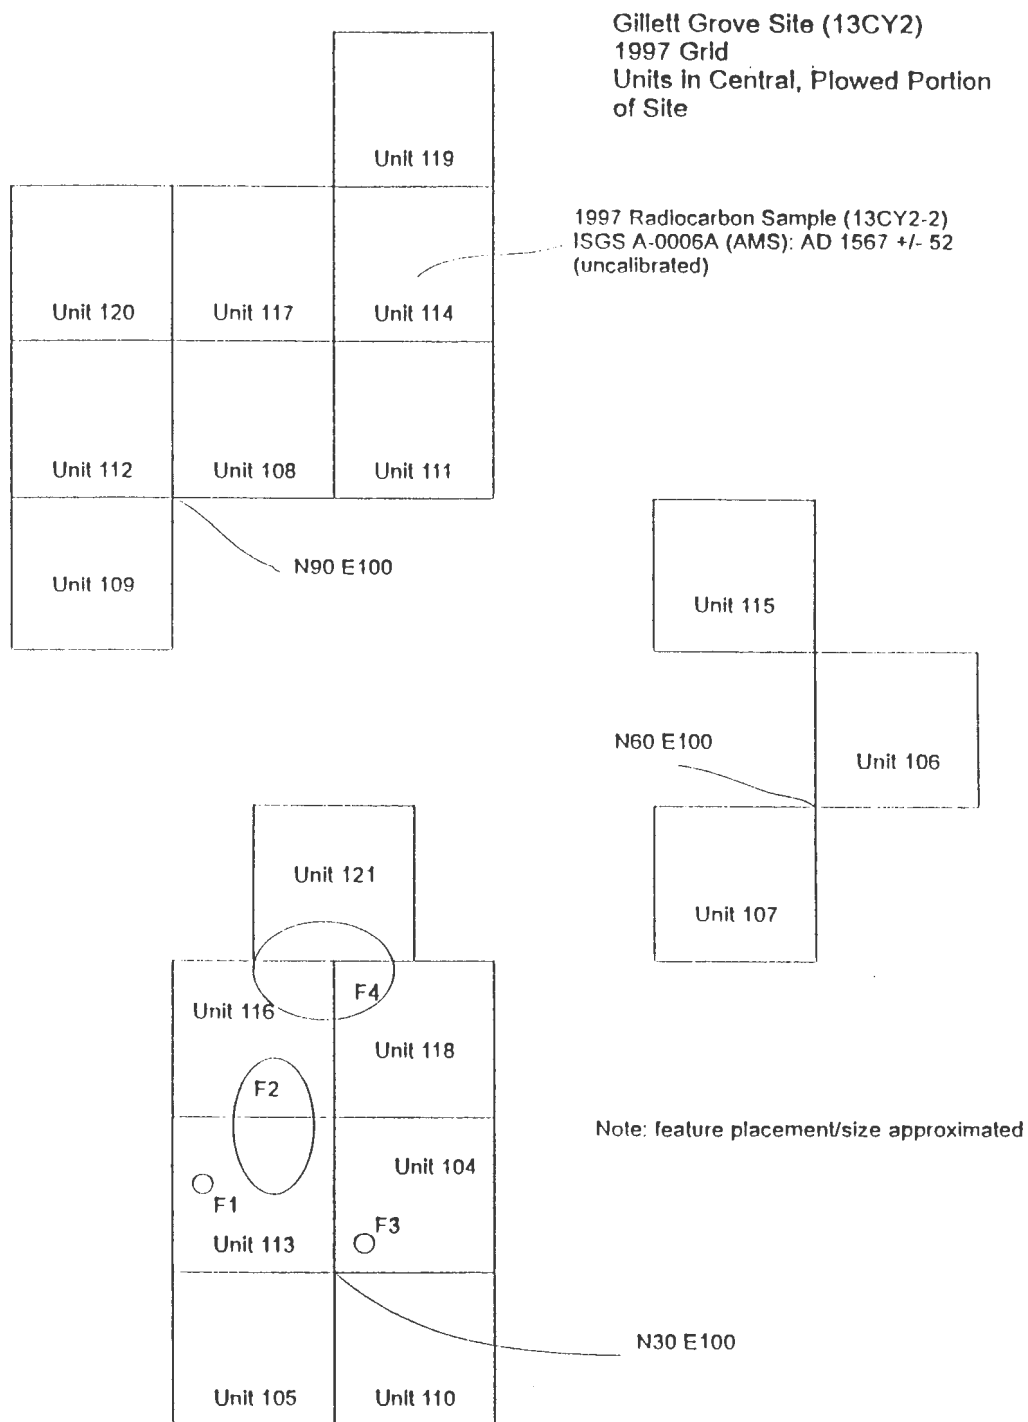 Gillett Grove Site (13CY2)
1997 Grid
Units in Central, Plowed Portion
of Site
Unit 119
1997 Radiocarbon Sample (13CY2-2)
ISGS A-0006A (AMS): AD 1567 +/- 52
(uncalibrated)
Unit 120
Unit 117
Unit 114
Unit 112
Unit 108
Unit 111
N90 E100
Unit 109
Unit 115
N60 E100
Unit 106
Unit 121
Unit 107
F4
Unit 116
Unit 118
F2
Note: feature placement/size approximated
Unit 104
F1
F3
Unit 113
N30 E100
Unit 105
Unit 110